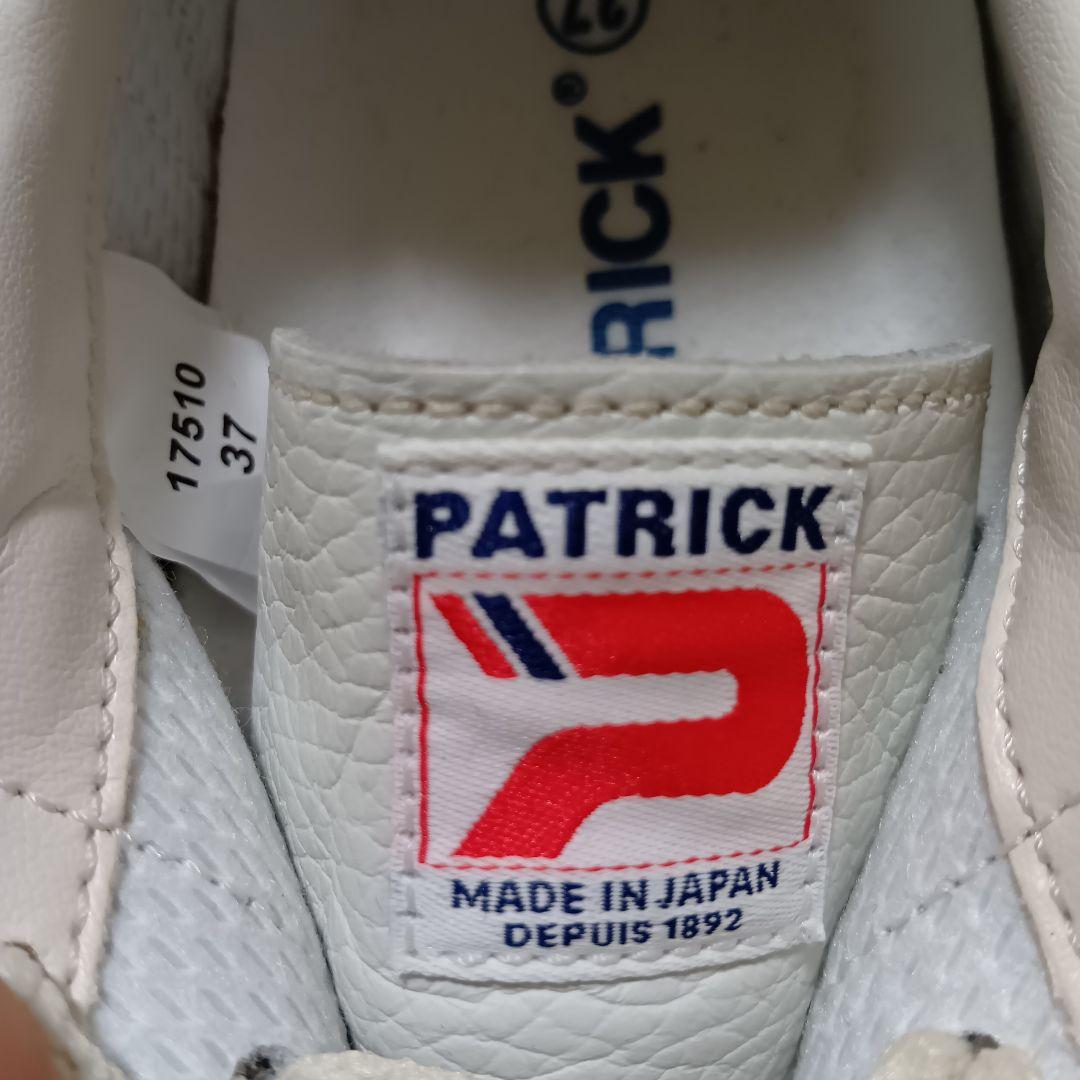 RICK®
17510
37
PATRICK
MADE IN JAPAN
DEPUIS 1892